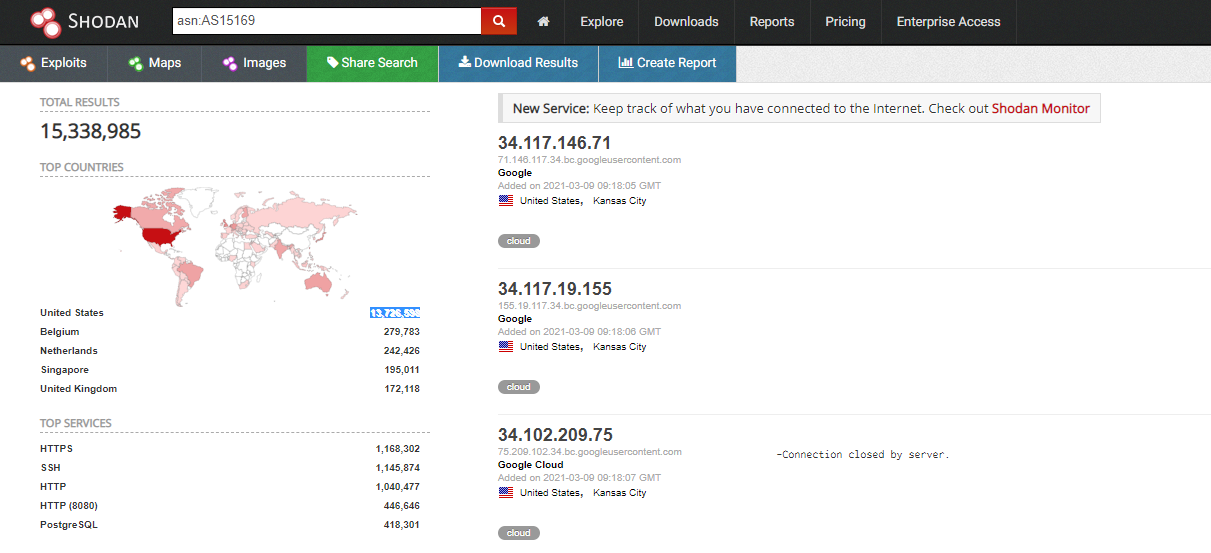 SHODAN
asn:AS15169
Explore
Downloads
Reports
Pricing
Enterprise Access
Exploits
Maps
Images
Share Search
Download Results
Create Report
TOTAL RESULTS
15,338,985
TOP COUNTRIES
United States
Belgium 279,783
Netherlands 242,426
Singapore 195,011
United Kingdom 172,118
TOP SERVICES
HTTPS 1,168,302
SSH 1,145,874
HTTP 1,040,477
HTTP (8080) 446,646
PostgreSQL 418,301
New Service: Keep track of what you have connected to the Internet. Check out Shodan Monitor
34.117.146.71
71.146.117.34.bc.googleusercontent.com
Google
Added on 2021-03-09 09:18:05 GMT
United States, Kansas City
cloud
34.117.19.155
155.19.117.34.bc.googleusercontent.com
Google
Added on 2021-03-09 09:18:06 GMT
United States, Kansas City
cloud
34.102.209.75
75.209.102.34.bc.googleusercontent.com
Google Cloud
Added on 2021-03-09 09:18:07 GMT
United States, Kansas City
cloud
-Connection closed by server.